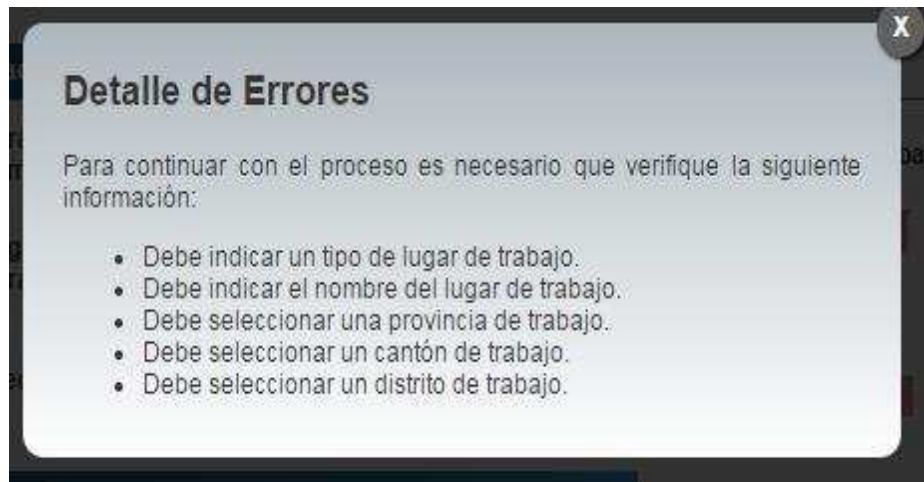 X
Detalle de Errores
Para continuar con el proceso es necesario que verifique la siguiente
información:
• Debe indicar un tipo de lugar de trabajo.
• Debe indicar el nombre del lugar de trabajo.
• Debe seleccionar una provincia de trabajo.
• Debe seleccionar un cantón de trabajo.
• Debe seleccionar un distrito de trabajo.